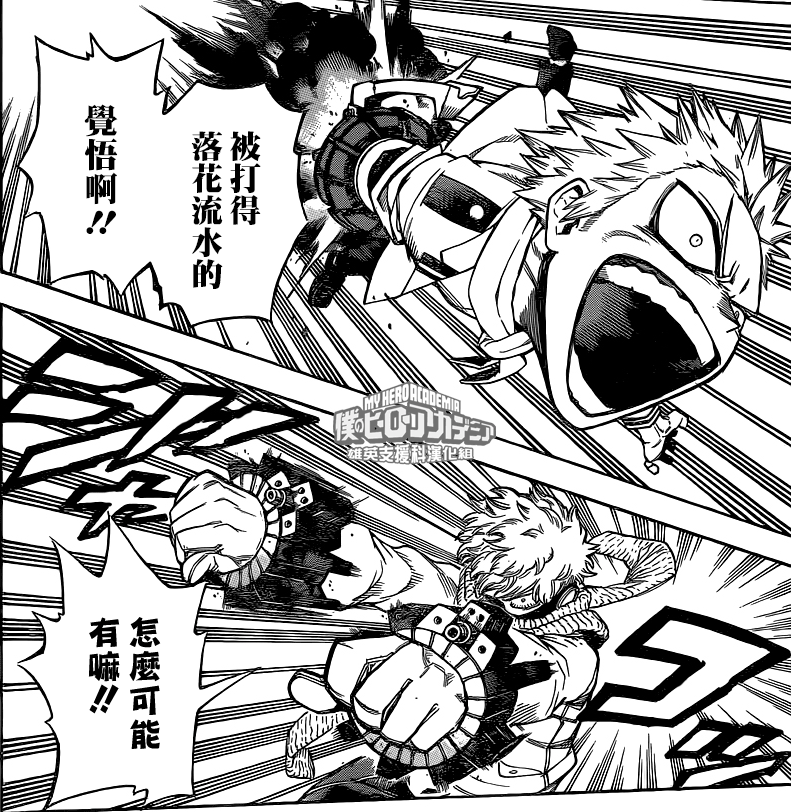 被打得
落花流水的
覺悟啊!!
MY HERO ACADEMIA
僕のヒーローアカデミア
雄英支援科漢化組
怎麼可能
有嘛!!